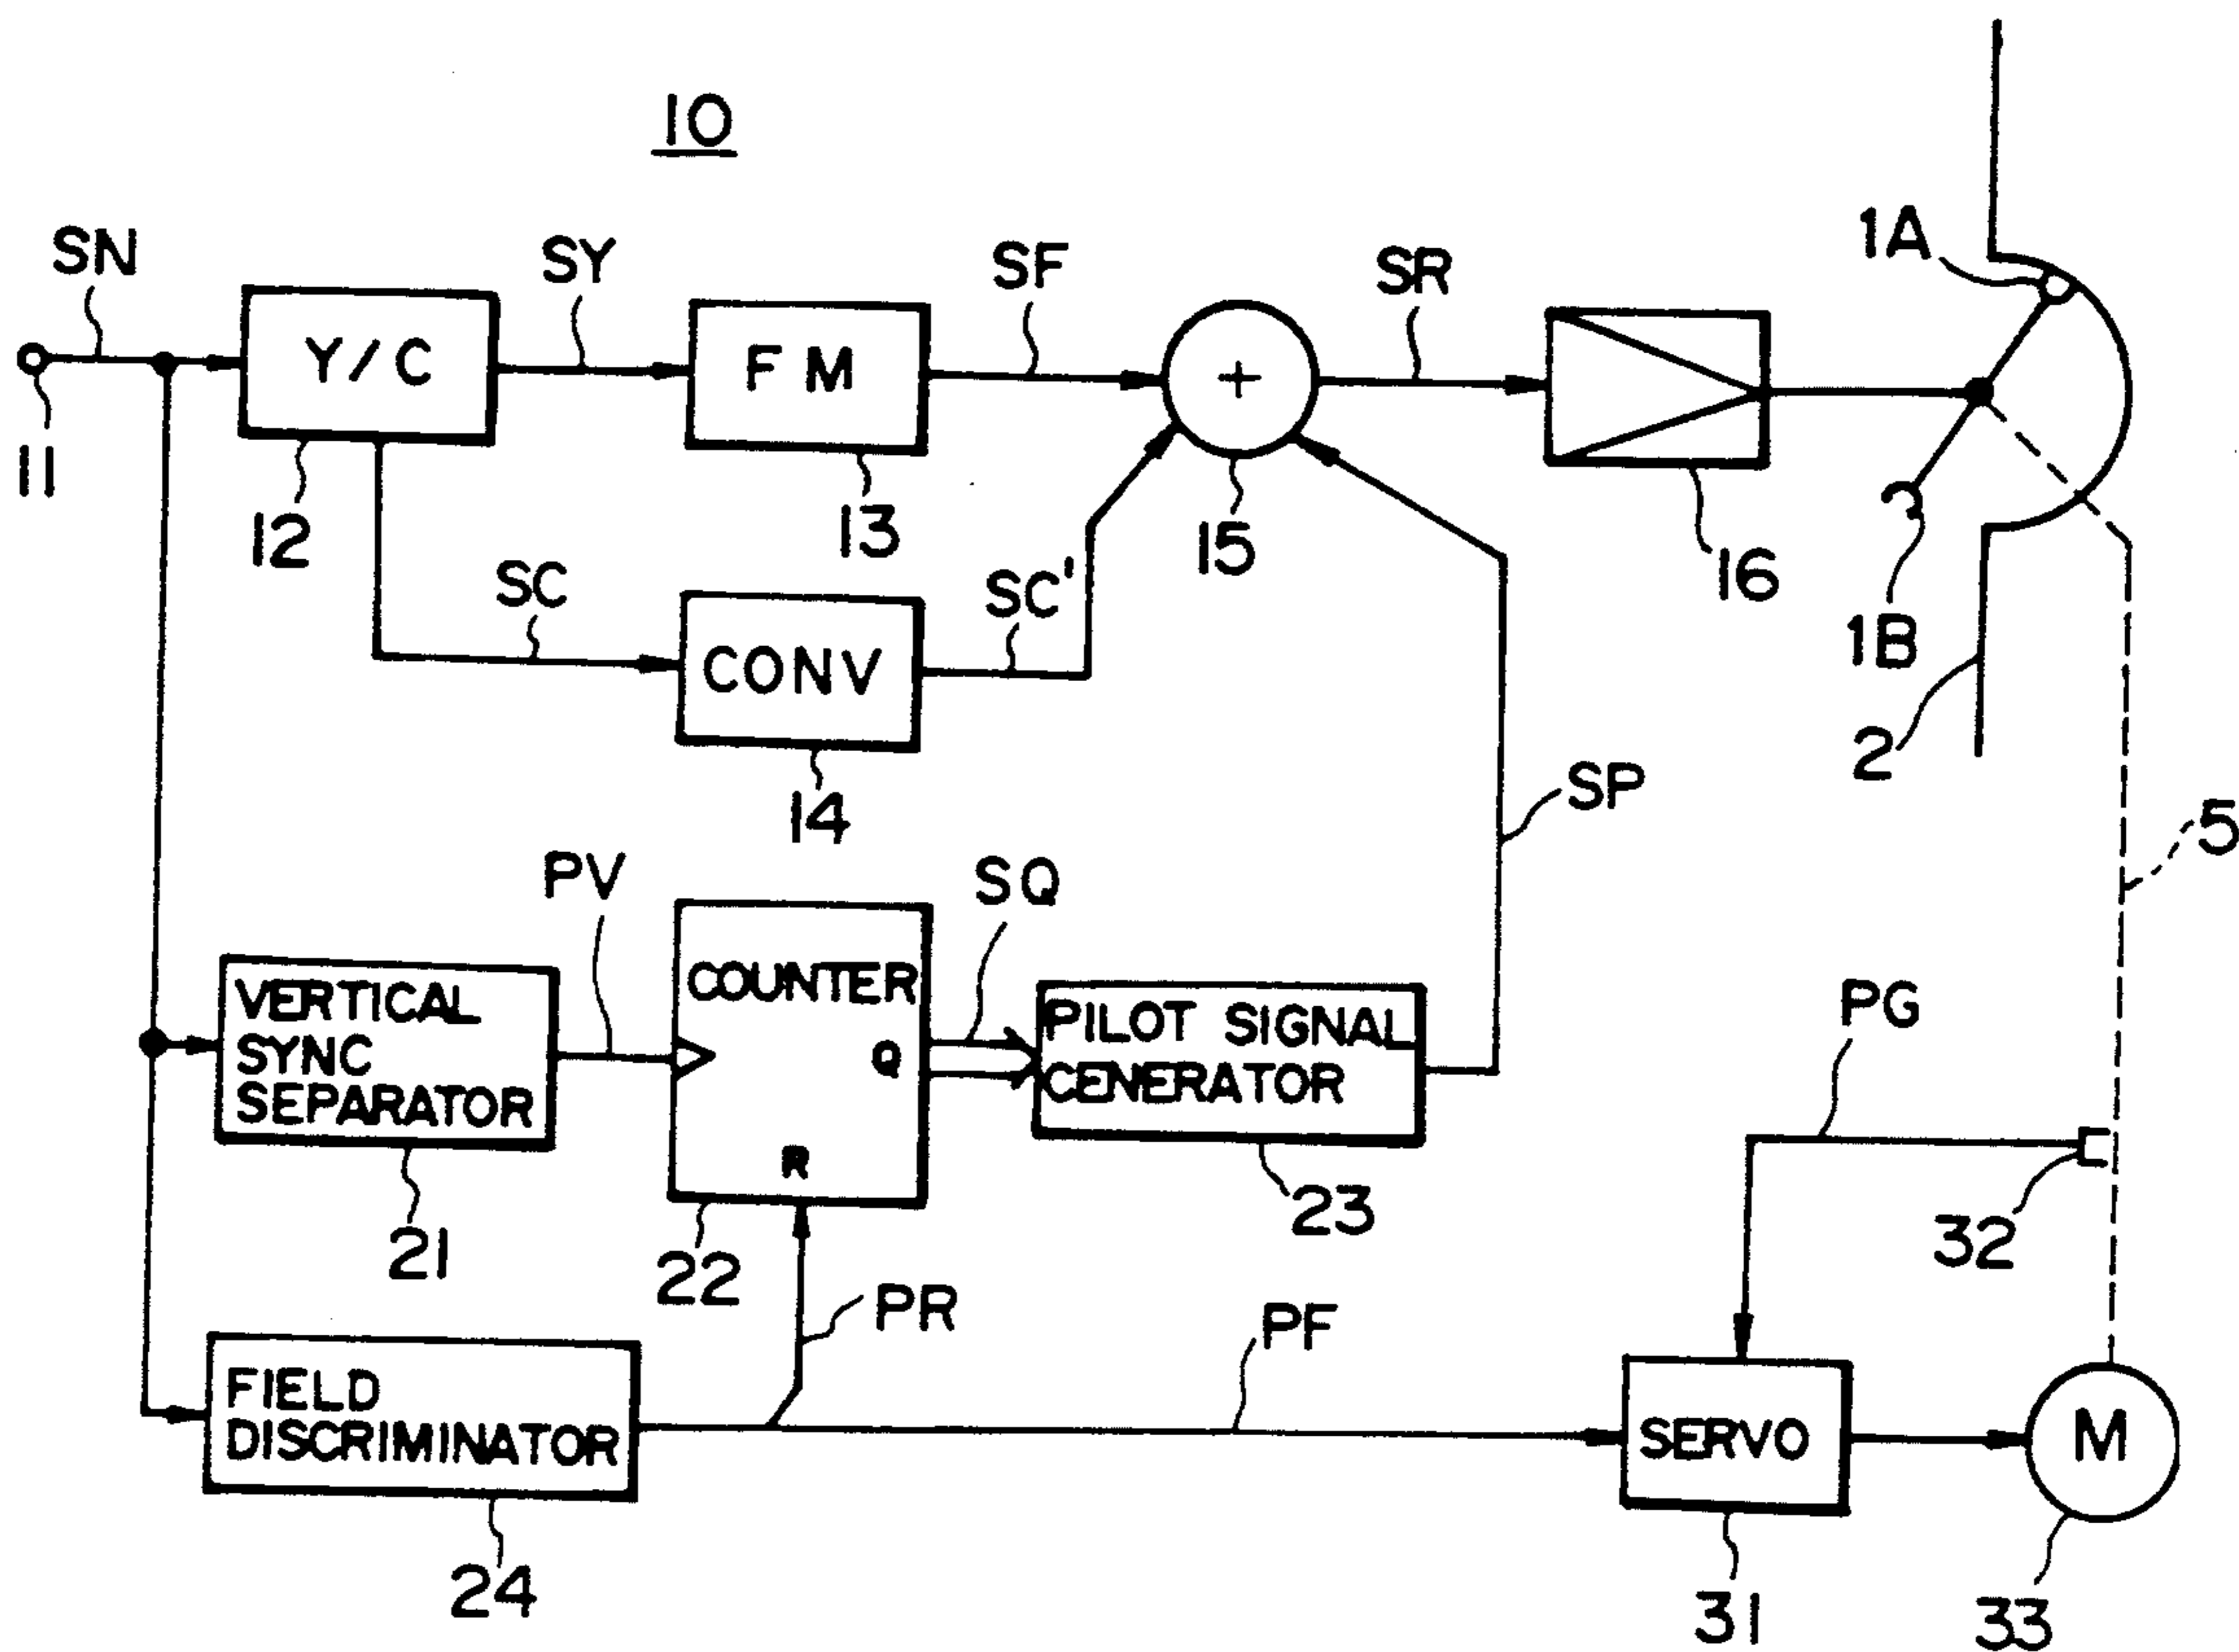 10
SN
SY
SF
SR
1A
Y/C
FM
+
11
12
13
15
16
SC
SC'
1B
CONV
2
14
SP
5
PV
SQ
COUNTER
VERTICAL
SYNC
SEPARATOR
Q
PILOT SIGNAL
CENERATOR
PG
R
21
22
23
32
PR
PF
FIELD
DISCRIMINATOR
SERVO
M
24
31
33